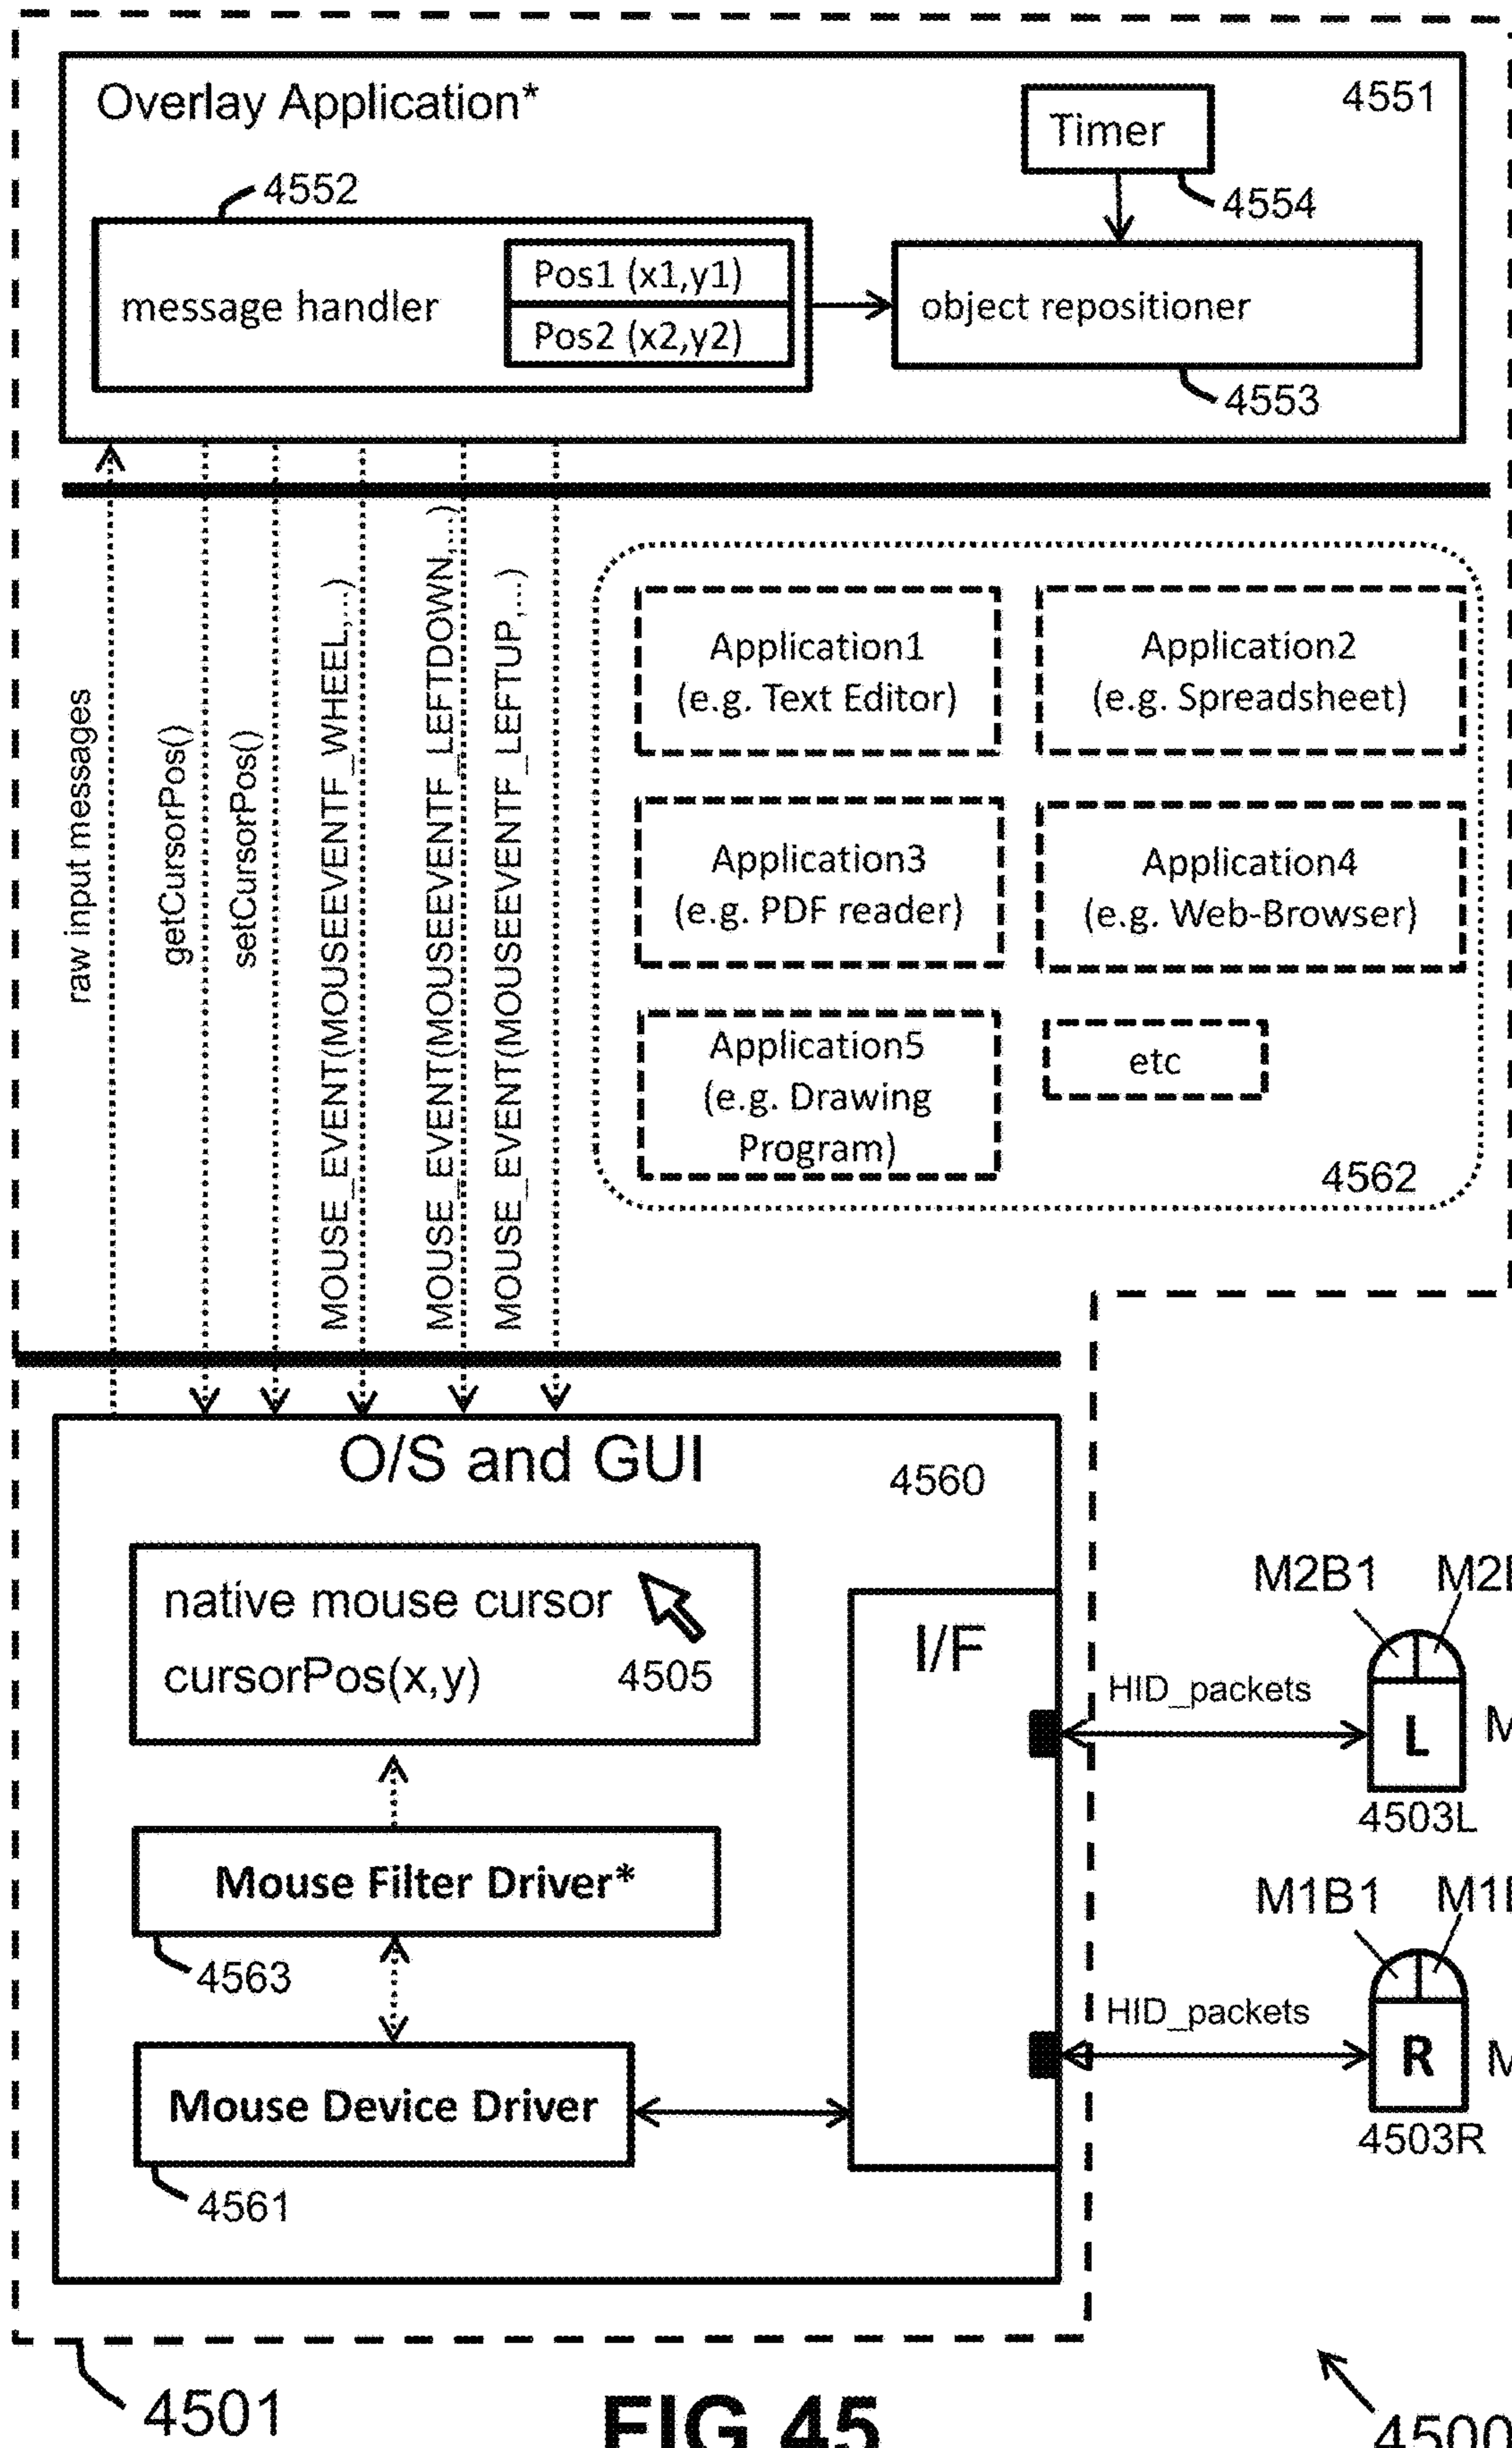 Overlay Application*
4551
Timer
4554
4552
message handler
Pos1 (x1,y1)
Pos2 (x2,y2)
object repositioner
4553
raw input messages
getCursorPos()
setCursorPos()
MOUSE_EVENT(MOUSEEVENTF_WHEEL,...)
MOUSE_EVENT(MOUSEEVENTF_LEFTDOWN,...)
MOUSE_EVENT(MOUSEEVENTF_LEFTUP,...)
Application1
(e.g. Text Editor)
Application2
(e.g. Spreadsheet)
Application3
(e.g. PDF reader)
Application4
(e.g. Web-Browser)
Application5
(e.g. Drawing
Program)
etc
4562
O/S and GUI
4560
native mouse cursor
cursorPos(x,y)
4505
I/F
Mouse Filter Driver*
4563
Mouse Device Driver
4561
M2B1
HID_packets
L
4503L
M1B1
HID_packets
R
4503R
4501
FIG 45
4500